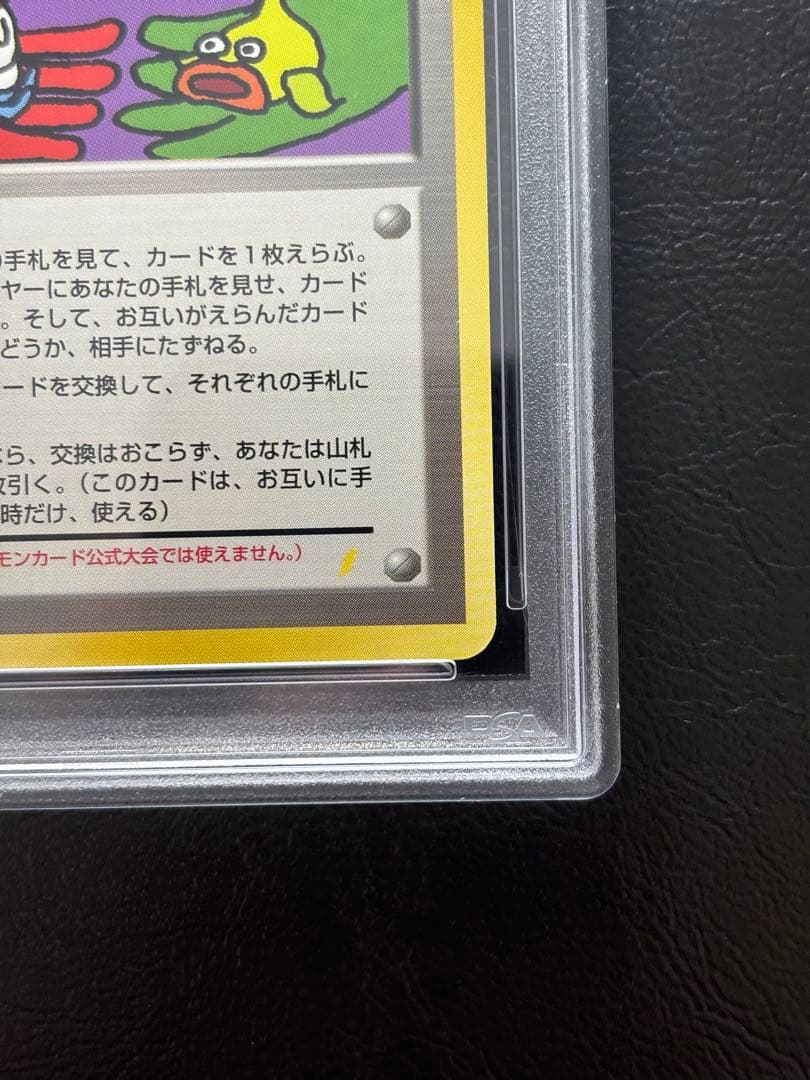 の手札を見て、カードを1枚えらぶ。
ヤーにあなたの手札を見せ、カード
。そして、お互いがえらんだカード
どうか、相手にたずねる。
ードを交換して、それぞれの手札に
ら、交換はおこらず、あなたは山札
引く。（このカードは、お互いに手
時だけ、使える）
モンカード公式大会では使えません。）
PSA